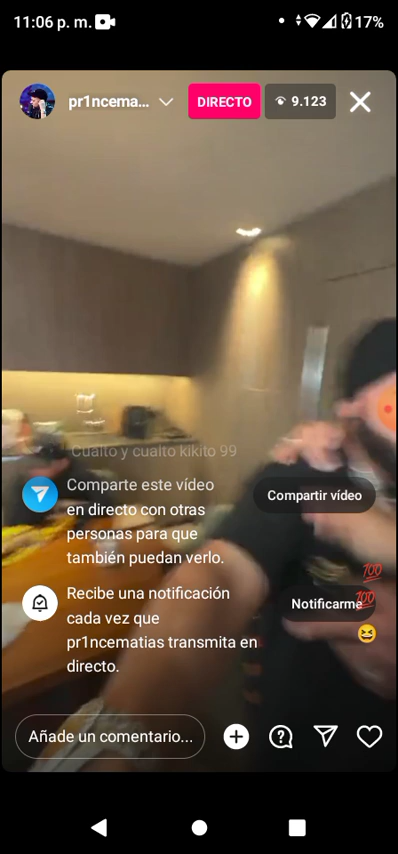 11:06 p. m.
17%
pr1ncema...
DIRECTO
9.123
Cualto y cualto kikito 99
Comparte este vídeo
en directo con otras
personas para que
también puedan verlo.
Compartir vídeo
Recibe una notificación
cada vez que
pr1ncematias transmita en
directo.
Notificarme
Añade un comentario...